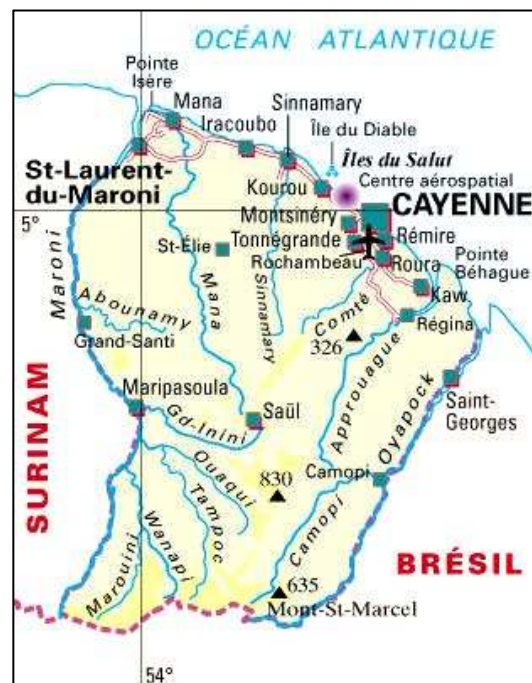 OCÉAN ATLANTIQUE
Pointe
Isère
Mana
Sinnamary
Iracoubo
Île du Diable
St-Laurent-
du-Maroni
Îles du Salut
Kourou
Centre aérospatial
5°
Montsinéry
CAYENNE
St-Élie
Tonnégrande
Rémire
Rochambeau
Roura
Pointe
Béhague
Maroni
Mana
Sinnamary
Kaw
Abounamy
Comté
Grand-Santi
326
Régina
Approuague
Oyapock
Maripasoula
Saül
Saint-
Georges
Gd-Inini
SURINAM
Ouaqui
Tampoc
830
Camopi
Camopi
Wanapi
Marouini
BRÉSIL
635
Mont-St-Marcel
54°